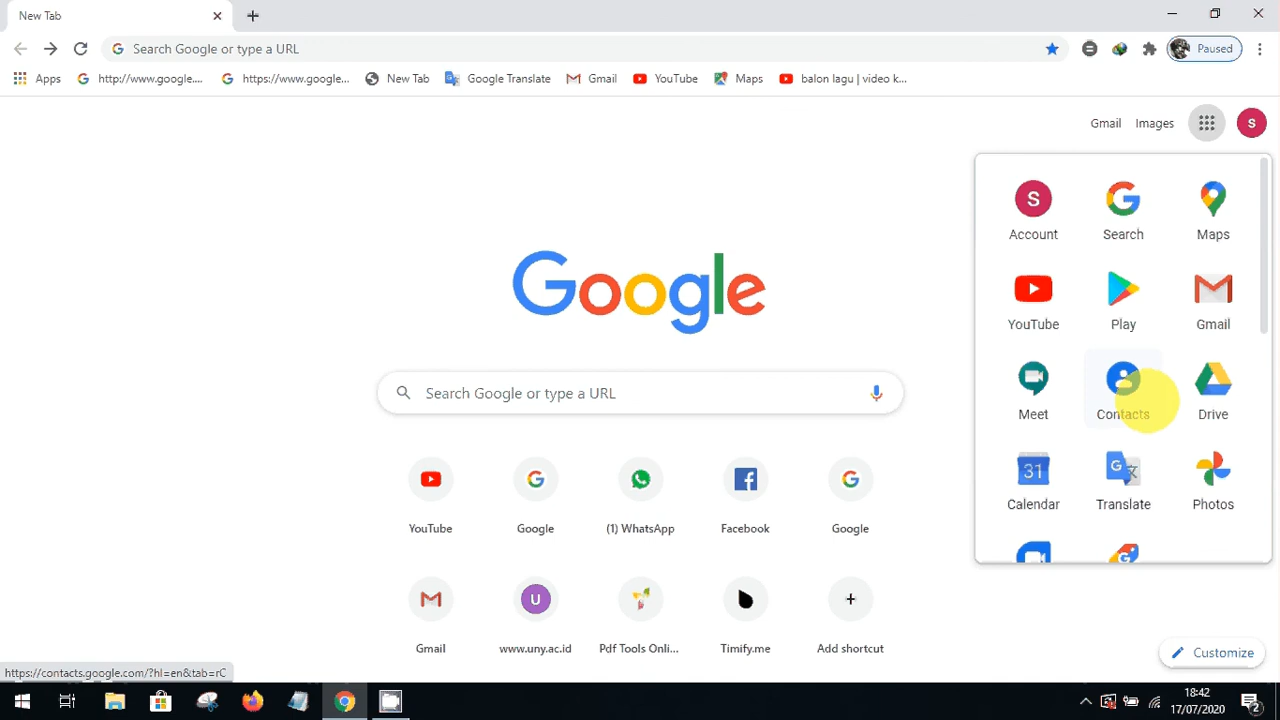 New Tab
Search Google or type a URL
Paused
Apps
http://www.google....
https://www.google...
New Tab
Google Translate
Gmail
YouTube
Maps
balon lagu | video k...
Gmail
Images
S
S
Account
Search
Maps
YouTube
Play
Gmail
Meet
Contacts
Drive
31
Calendar
Translate
Photos
Google
Search Google or type a URL
YouTube
Google
(1) WhatsApp
Facebook
Google
U
Gmail
www.uny.ac.id
Pdf Tools Onli...
Timify.me
Add shortcut
Customize
https://contacts.google.com/?hl=en&tab=rC
18:42
17/07/2020
2